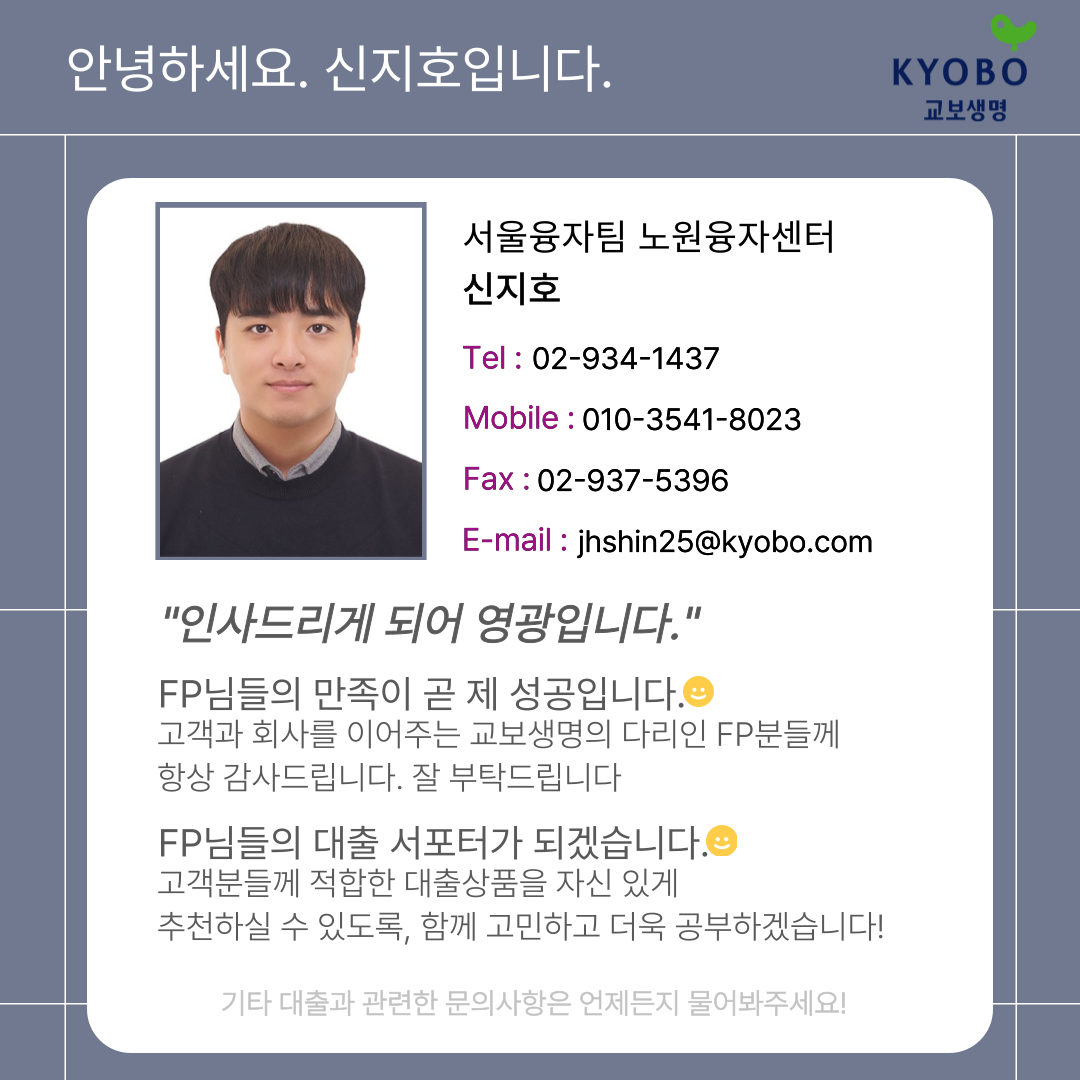 안녕하세요. 신지호입니다.
KYOBO
교보생명
서울융자팀 노원융자센터
신지호
Tel : 02-934-1437
Mobile : 010-3541-8023
Fax : 02-937-5396
E-mail : jhshin25@kyobo.com
"인사드리게 되어 영광입니다."
FP님들의 만족이 곧 제 성공입니다.
고객과 회사를 이어주는 교보생명의 다리인 FP분들께
항상 감사드립니다. 잘 부탁드립니다
FP님들의 대출 서포터가 되겠습니다.
고객분들께 적합한 대출상품을 자신 있게
추천하실 수 있도록, 함께 고민하고 더욱 공부하겠습니다!
기타 대출과 관련한 문의사항은 언제든지 물어봐주세요!